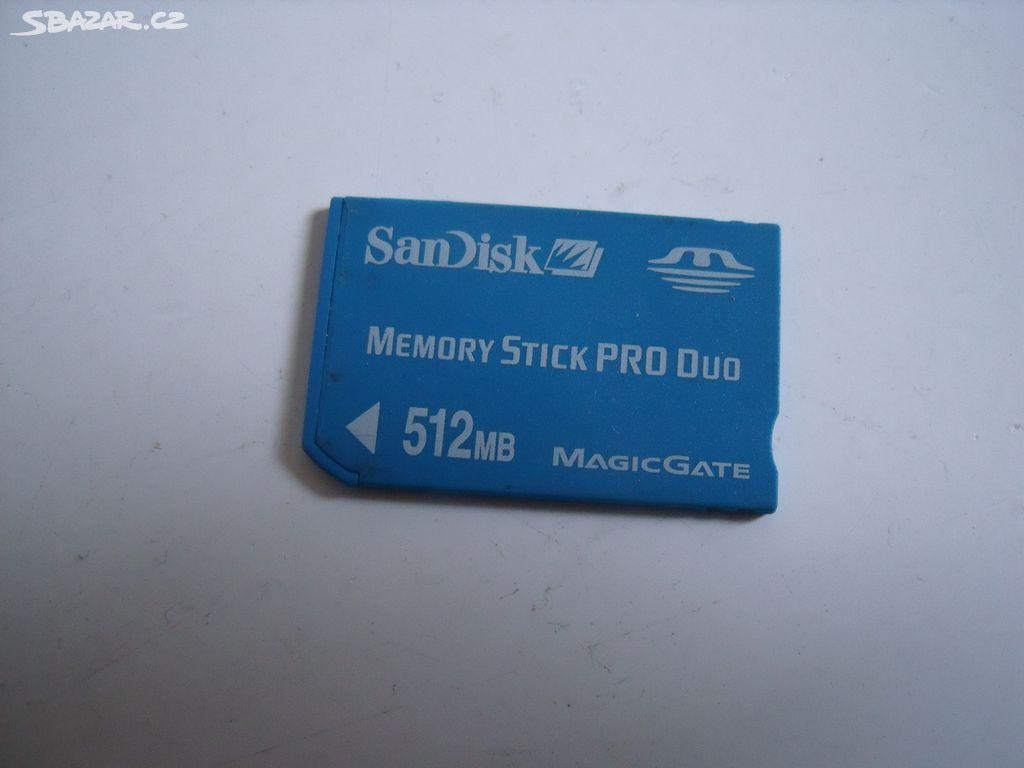 SBAZAR.CZ
SanDisk
MEMORY STICK PRO DUO
512MB
MAGICGATE